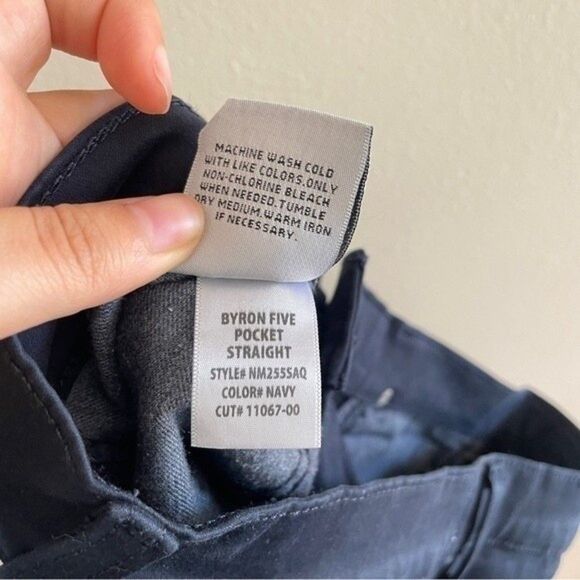 MACHINE WASH COLD
WITH LIKE COLORS.ONLY
NON-CHLORINE BLEACH
WHEN NEEDED.TUMBLE
DRY MEDIUM.WARM IRON
IF NECESSARY.
BYRON FIVE
POCKET
STRAIGHT
STYLE# NM255SAQ
COLOR# NAVY
CUT# 11067-00